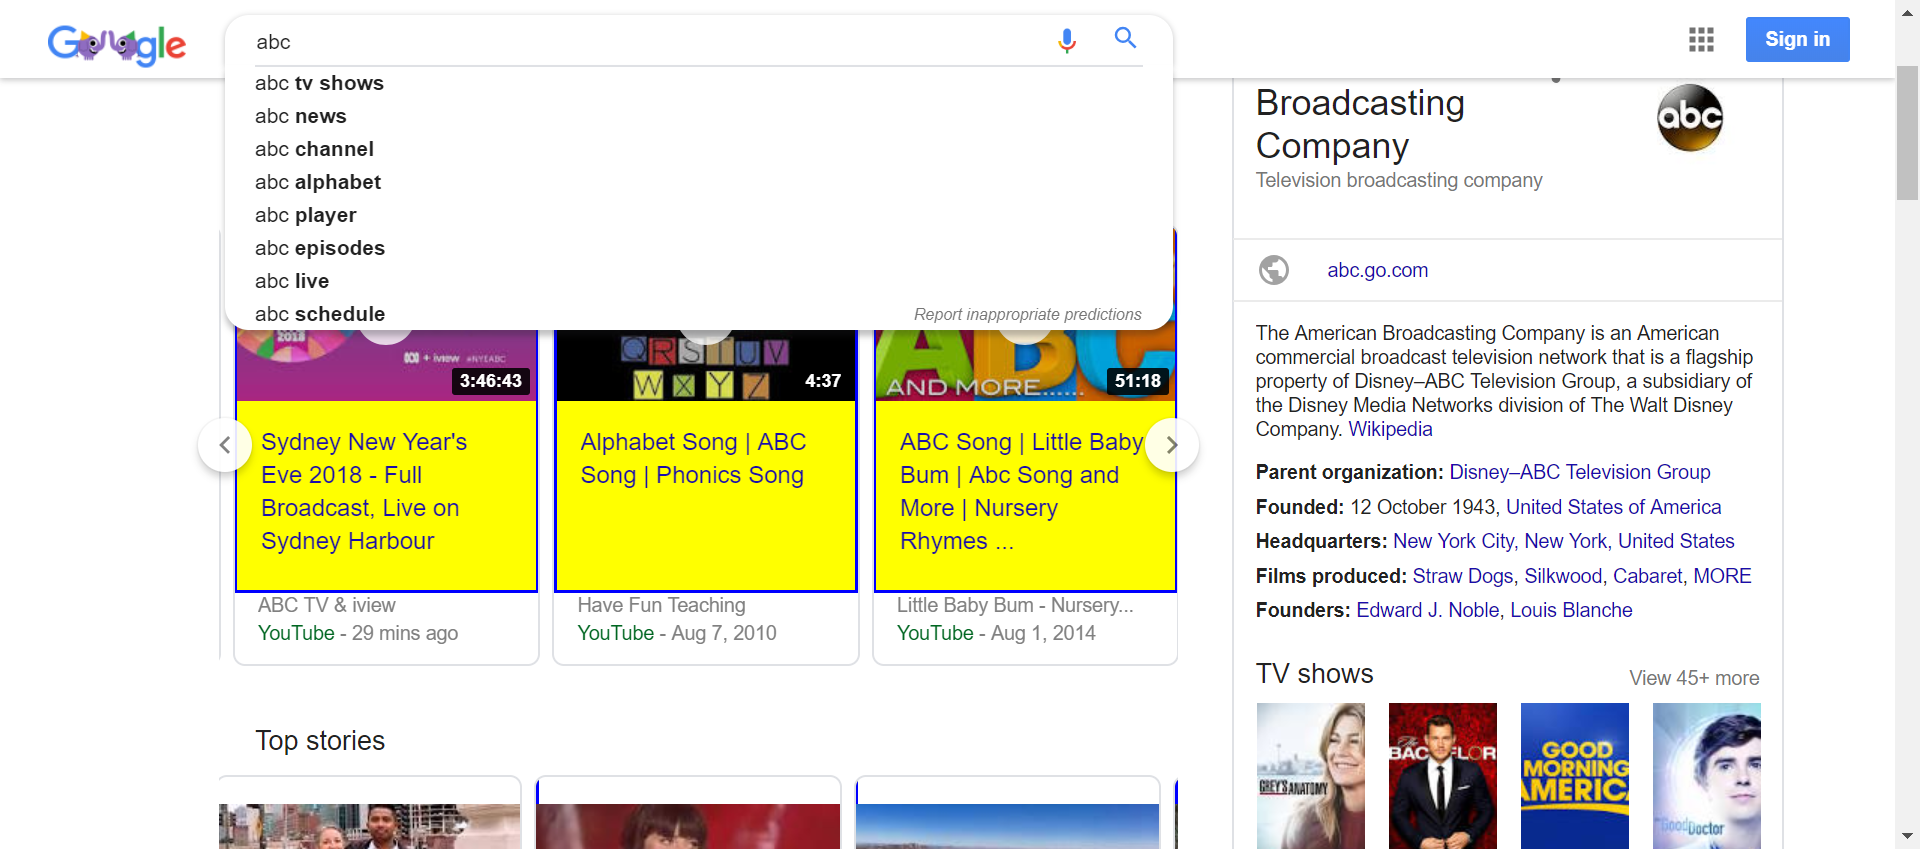 Google
abc
Sign in
abc tv shows
abc news
abc channel
abc alphabet
abc player
abc episodes
abc live
abc schedule
Report inappropriate predictions
2018
+ iview #NYEABC
3:46:43
QRSTUV
WXYZ
4:37
ABC
AND MORE......
51:18
Sydney New Year's
Eve 2018 - Full
Broadcast, Live on
Sydney Harbour
ABC TV & iview
YouTube - 29 mins ago
Alphabet Song | ABC
Song | Phonics Song
Have Fun Teaching
YouTube - Aug 7, 2010
ABC Song | Little Baby
Bum | Abc Song and
More | Nursery
Rhymes ...
Little Baby Bum - Nursery...
YouTube - Aug 1, 2014
Top stories
Broadcasting
Company
abc
Television broadcasting company
abc.go.com
The American Broadcasting Company is an American
commercial broadcast television network that is a flagship
property of Disney–ABC Television Group, a subsidiary of
the Disney Media Networks division of The Walt Disney
Company. Wikipedia
Parent organization: Disney–ABC Television Group
Founded: 12 October 1943, United States of America
Headquarters: New York City, New York, United States
Films produced: Straw Dogs, Silkwood, Cabaret, MORE
Founders: Edward J. Noble, Louis Blanche
TV shows
View 45+ more
GREY'S ANATOMY
The
BACHELOR
GOOD
MORNING
AMERICA
the GoodDoctor